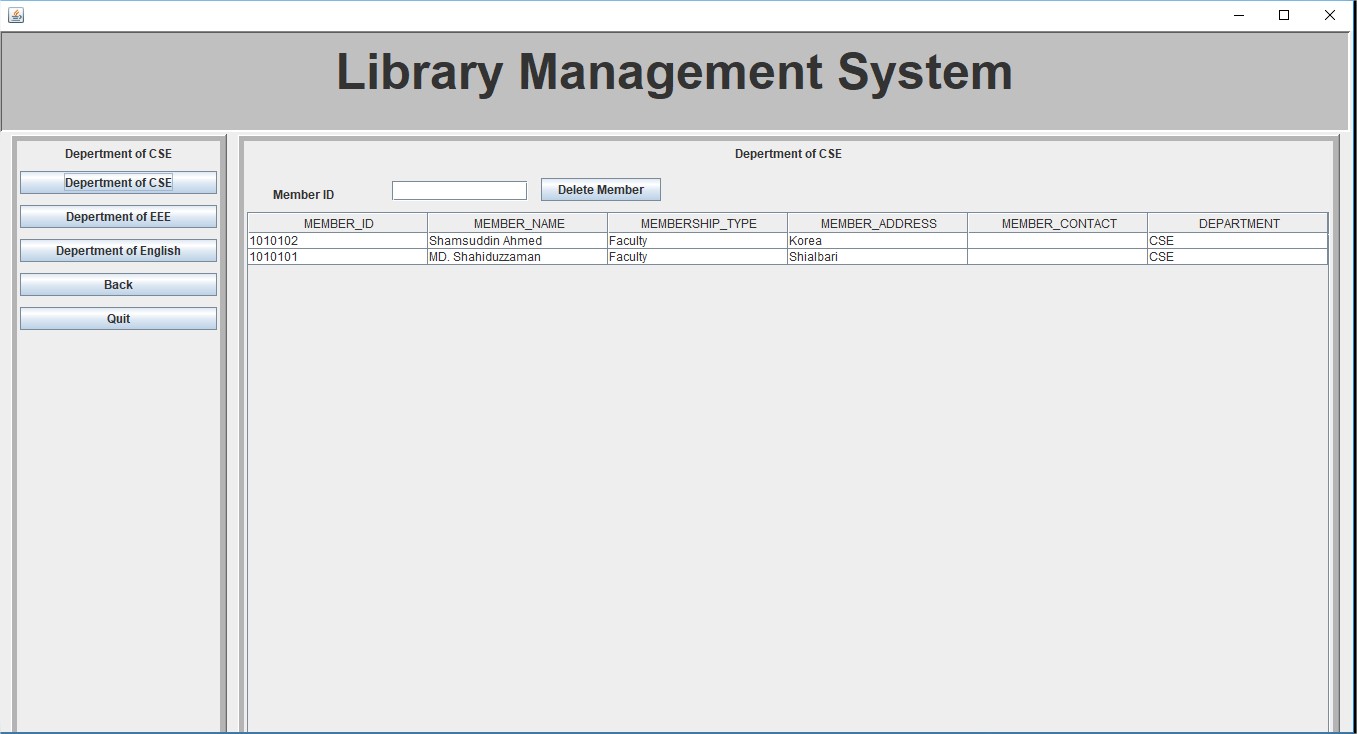 Library Management System
Depertment of CSE
Depertment of CSE
Depertment of EEE
Depertment of English
Back
Quit
Depertment of CSE
Member ID Delete Member
MEMBER_ID MEMBER_NAME MEMBERSHIP_TYPE MEMBER_ADDRESS MEMBER_CONTACT DEPARTMENT
1010102 Shamsuddin Ahmed Faculty Korea CSE
1010101 MD. Shahiduzzaman Faculty Shialbari CSE